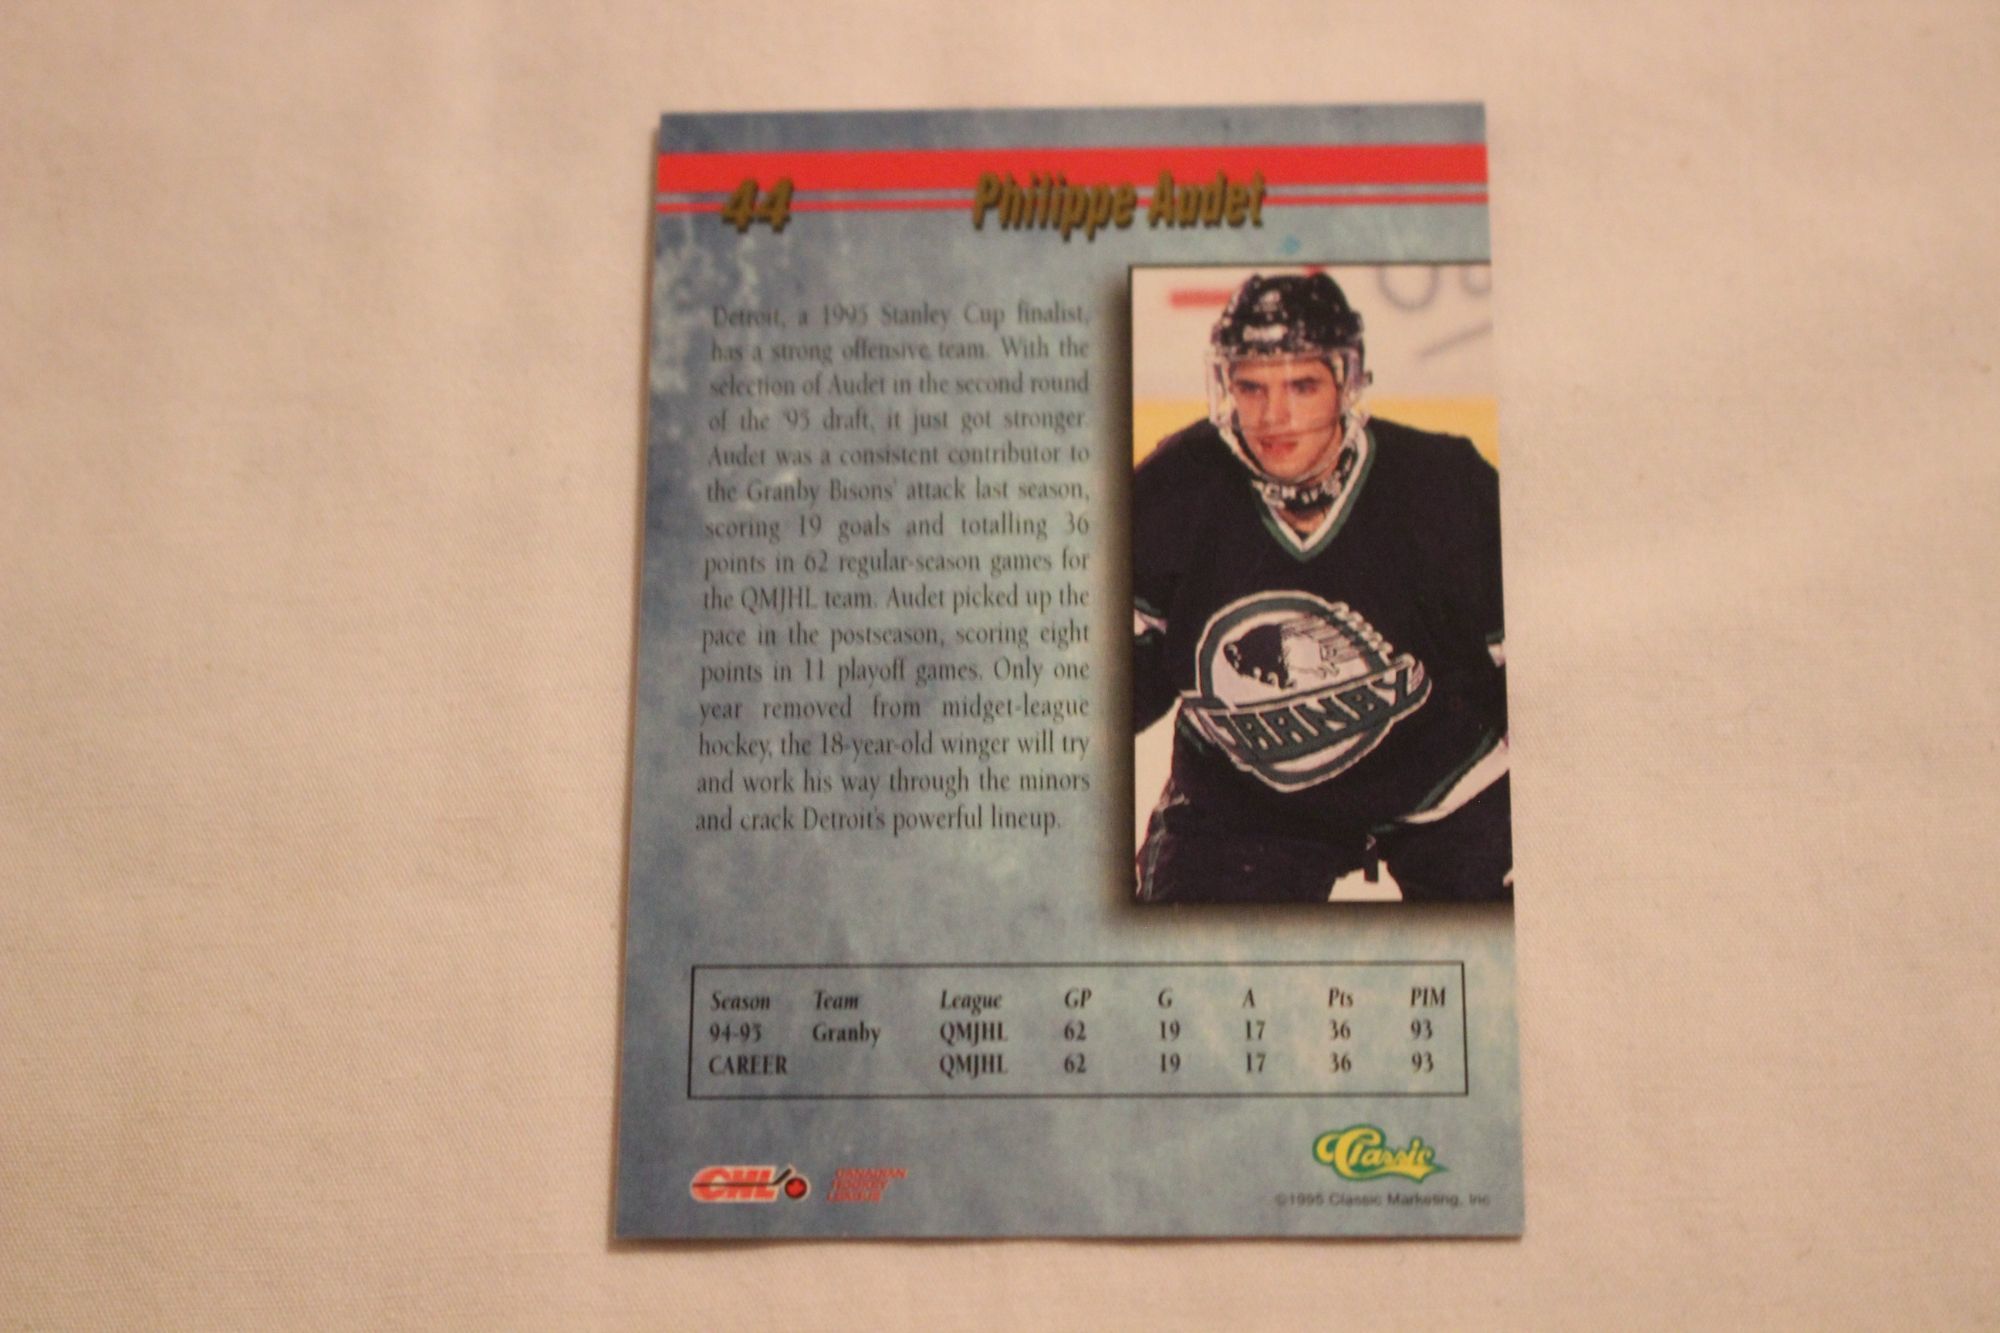 44 Philippe Audet
Detroit, a 1995 Stanley Cup finalist,
has a strong offensive team. With the
selection of Audet in the second round
of the '95 draft, it just got stronger.
Audet was a consistent contributor to
the Granby Bisons' attack last season,
scoring 19 goals and totalling 36
points in 62 regular-season games for
the QMJHL team. Audet picked up the
pace in the postseason, scoring eight
points in 11 playoff games. Only one
year removed from midget-league
hockey, the 18-year-old winger will try
and work his way through the minors
and crack Detroit's powerful lineup.
GRANBY
Season Team League GP G A Pts PIM
94-95 Granby QMJHL 62 19 17 36 93
CAREER QMJHL 62 19 17 36 93
CHL
CANADIAN
HOCKEY
LEAGUE
Classic
©1995 Classic Marketing, Inc